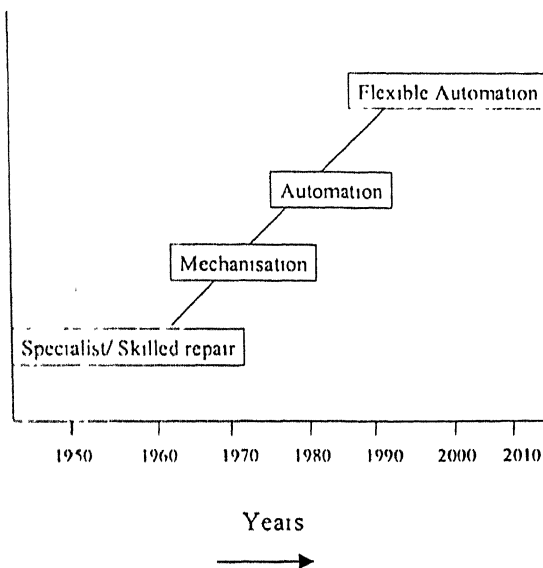 Flexible Automation
Automation
Mechanisation
Specialist/ Skilled repair
1950 1960 1970 1980 1990 2000 2010
Years